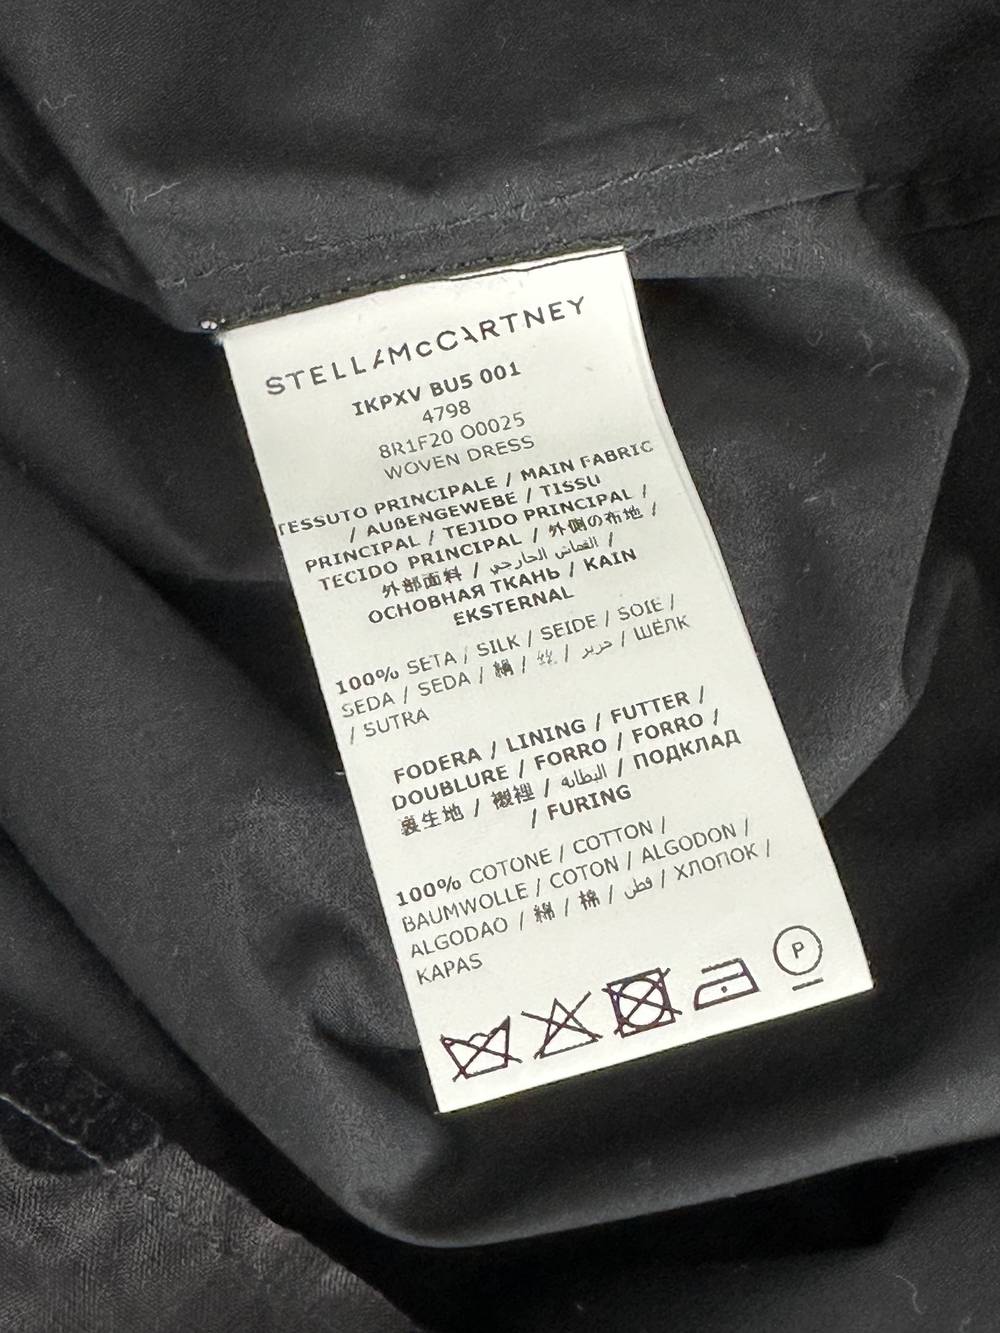 STELLA McCARTNEY
IKPXV BU5 001
4798
8R1F20 O0025
WOVEN DRESS
TESSUTO PRINCIPALE / MAIN FABRIC
/ AUßENGEWEBE / TISSU
PRINCIPAL / TEJIDO PRINCIPAL /
TECIDO PRINCIPAL / 外側の布地 /
外部面料 / القماش الخارجي /
ОСНОВНАЯ ТКАНЬ / KAIN
EKSTERNAL
100% SETA / SILK / SEIDE / SOIE /
SEDA / SEDA / 絹 / 丝 / حرير / ШЁЛК
/ SUTRA
FODERA / LINING / FUTTER /
DOUBLURE / FORRO / FORRO /
裏生地 / 襯裡 / البطانة / ПОДКЛАД
/ FURING
100% COTONE / COTTON /
BAUMWOLLE / COTON / ALGODON /
ALGODAO / 綿 / 棉 / قطن / ХЛОПОК /
KAPAS
P